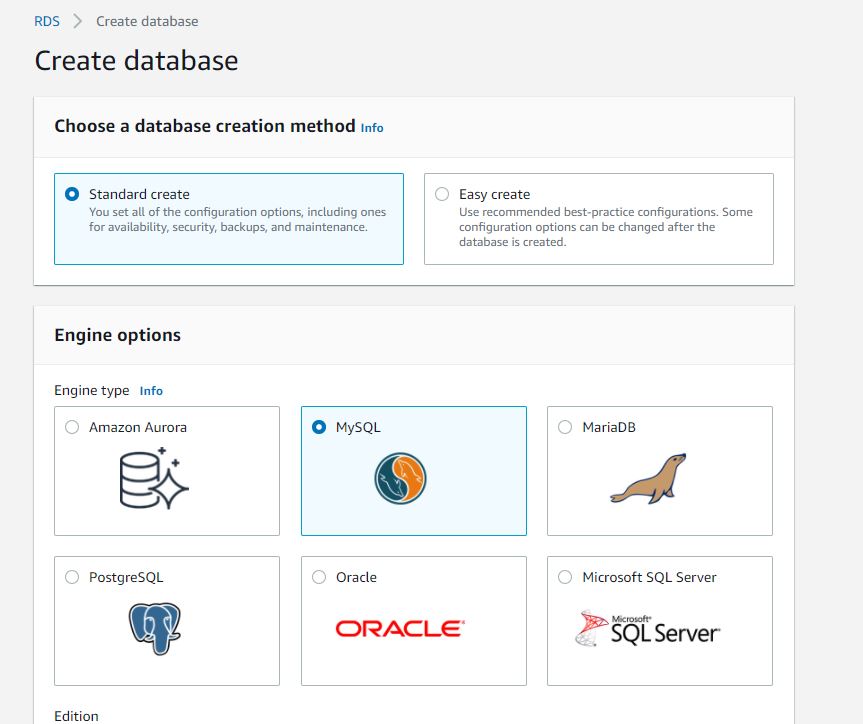 RDS > Create database
Create database
Choose a database creation method Info
Standard create
You set all of the configuration options, including ones
for availability, security, backups, and maintenance.
Easy create
Use recommended best-practice configurations. Some
configuration options can be changed after the
database is created.
Engine options
Engine type Info
Amazon Aurora
MySQL
MariaDB
PostgreSQL
Oracle
ORACLE
Microsoft SQL Server
Microsoft®
SQL Server
Edition